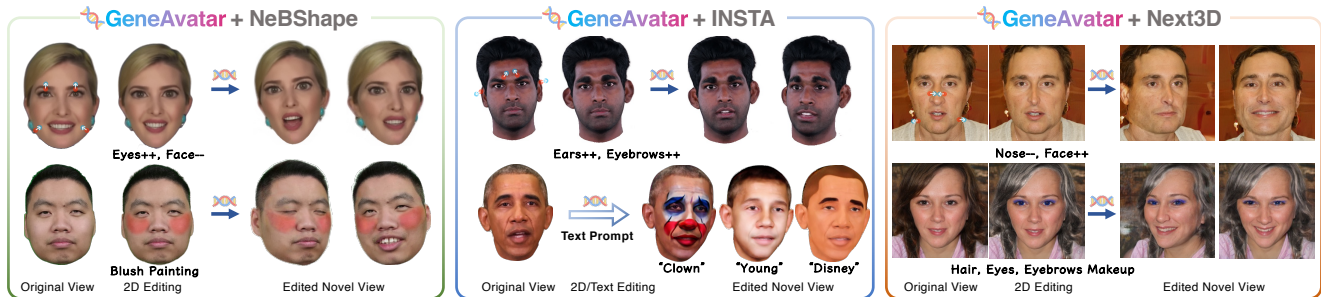 GeneAvatar + NeBShape
Eyes++, Face--
Blush Painting
Original View 2D Editing Edited Novel View
GeneAvatar + INSTA
Ears++, Eyebrows++
Text Prompt
"Clown" "Young" "Disney"
Original View 2D/Text Editing Edited Novel View
GeneAvatar + Next3D
Nose--, Face++
Hair, Eyes, Eyebrows Makeup
Original View 2D Editing Edited Novel View